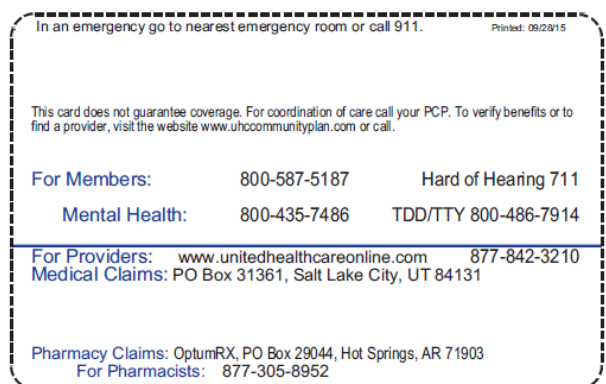 In an emergency go to nearest emergency room or call 911. Printed: 09/28/15
This card does not guarantee coverage. For coordination of care call your PCP. To verify benefits or to
find a provider, visit the website www.uhccommunityplan.com or call.
For Members: 800-587-5187 Hard of Hearing 711
Mental Health: 800-435-7486 TDD/TTY 800-486-7914
For Providers: www.unitedhealthcareonline.com 877-842-3210
Medical Claims: PO Box 31361, Salt Lake City, UT 84131
Pharmacy Claims: OptumRX, PO Box 29044, Hot Springs, AR 71903
For Pharmacists: 877-305-8952